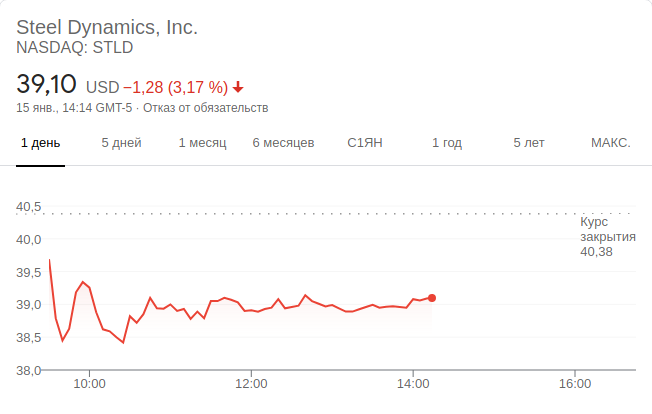 Steel Dynamics, Inc.
NASDAQ: STLD
39,10 USD −1,28 (3,17 %)
15 янв., 14:14 GMT-5 · Отказ от обязательств
1 день 5 дней 1 месяц 6 месяцев С1ЯН 1 год 5 лет МАКС.
40,5
Курс
закрытия
40,38
40,0
39,5
39,0
38,5
38,0
10:00 12:00 14:00 16:00